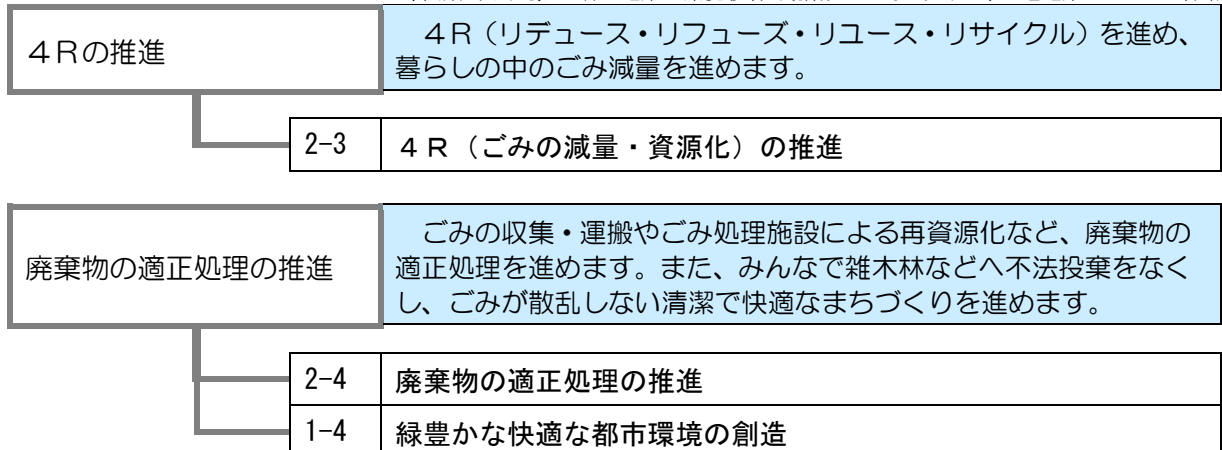 ４Ｒの推進
４Ｒ（リデュース・リフューズ・リユース・リサイクル）を進め、
暮らしの中のごみ減量を進めます。
2-3 ４Ｒ（ごみの減量・資源化）の推進
廃棄物の適正処理の推進
ごみの収集・運搬やごみ処理施設による再資源化など、廃棄物の
適正処理を進めます。また、みんなで雑木林などへ不法投棄をなく
し、ごみが散乱しない清潔で快適なまちづくりを進めます。
2-4 廃棄物の適正処理の推進
1-4 緑豊かな快適な都市環境の創造